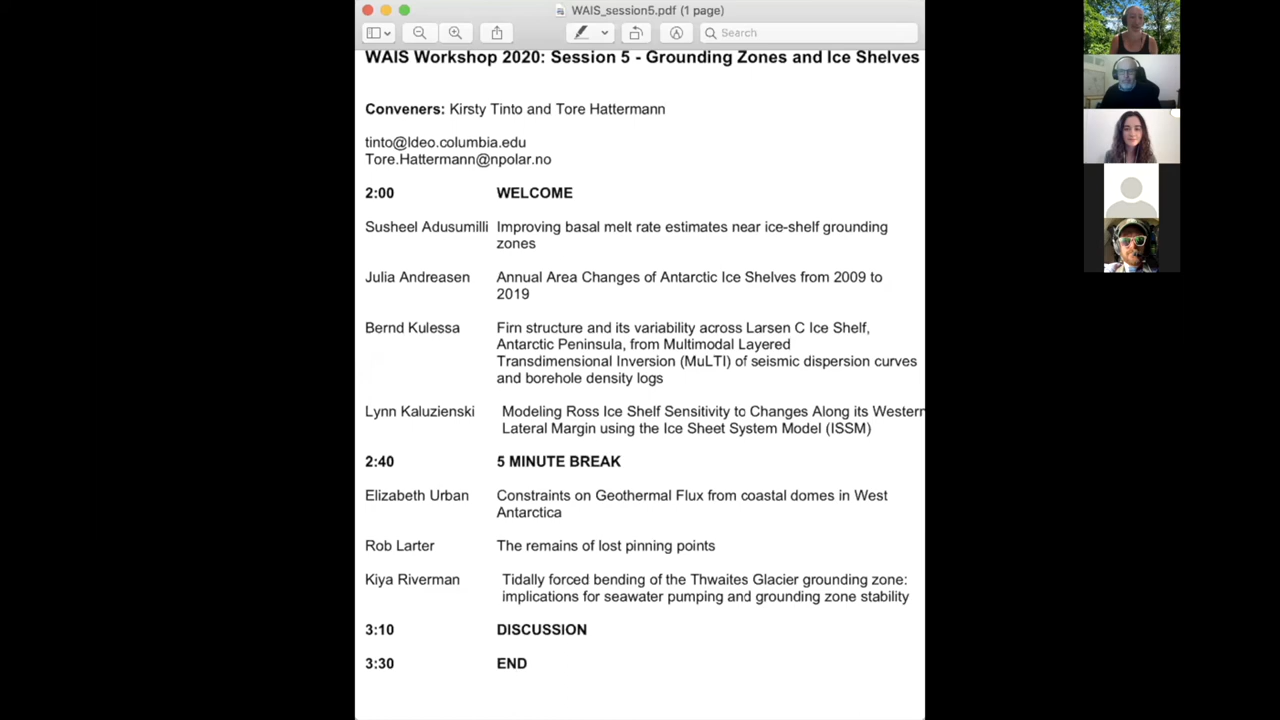 WAIS_session5.pdf (1 page)
Search
WAIS Workshop 2020: Session 5 - Grounding Zones and Ice Shelves
Conveners: Kirsty Tinto and Tore Hattermann
tinto@ldeo.columbia.edu
Tore.Hattermann@npolar.no
2:00 WELCOME
Susheel Adusumilli Improving basal melt rate estimates near ice-shelf grounding
zones
Julia Andreasen Annual Area Changes of Antarctic Ice Shelves from 2009 to
2019
Bernd Kulessa Firn structure and its variability across Larsen C Ice Shelf,
Antarctic Peninsula, from Multimodal Layered
Transdimensional Inversion (MuLTI) of seismic dispersion curves
and borehole density logs
Lynn Kaluzienski Modeling Ross Ice Shelf Sensitivity to Changes Along its Western
Lateral Margin using the Ice Sheet System Model (ISSM)
2:40 5 MINUTE BREAK
Elizabeth Urban Constraints on Geothermal Flux from coastal domes in West
Antarctica
Rob Larter The remains of lost pinning points
Kiya Riverman Tidally forced bending of the Thwaites Glacier grounding zone:
implications for seawater pumping and grounding zone stability
3:10 DISCUSSION
3:30 END